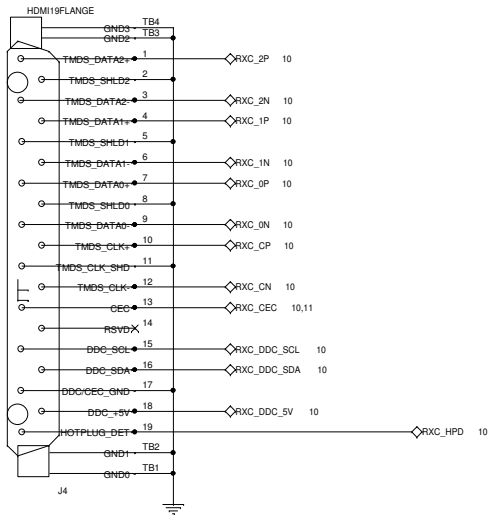 HDMI19FLANGE
GND3 TB4
GND2 TB3
TMDS_DATA2+ 1 RXC_2P 10
TMDS_SHLD2 2
TMDS_DATA2- 3 RXC_2N 10
TMDS_DATA1+ 4 RXC_1P 10
TMDS_SHLD1 5
TMDS_DATA1- 6 RXC_1N 10
TMDS_DATA0+ 7 RXC_0P 10
TMDS_SHLD0 8
TMDS_DATA0- 9 RXC_0N 10
TMDS_CLK+ 10 RXC_CP 10
TMDS_CLK_SHD 11
TMDS_CLK- 12 RXC_CN 10
CEC 13 RXC_CEC 10,11
RSVD 14
DDC_SCL 15 RXC_DDC_SCL 10
DDC_SDA 16 RXC_DDC_SDA 10
DDC/CEC_GND 17
DDC_+5V 18 RXC_DDC_5V 10
HOTPLUG_DET 19 RXC_HPD 10
GND1 TB2
GND0 TB1
J4